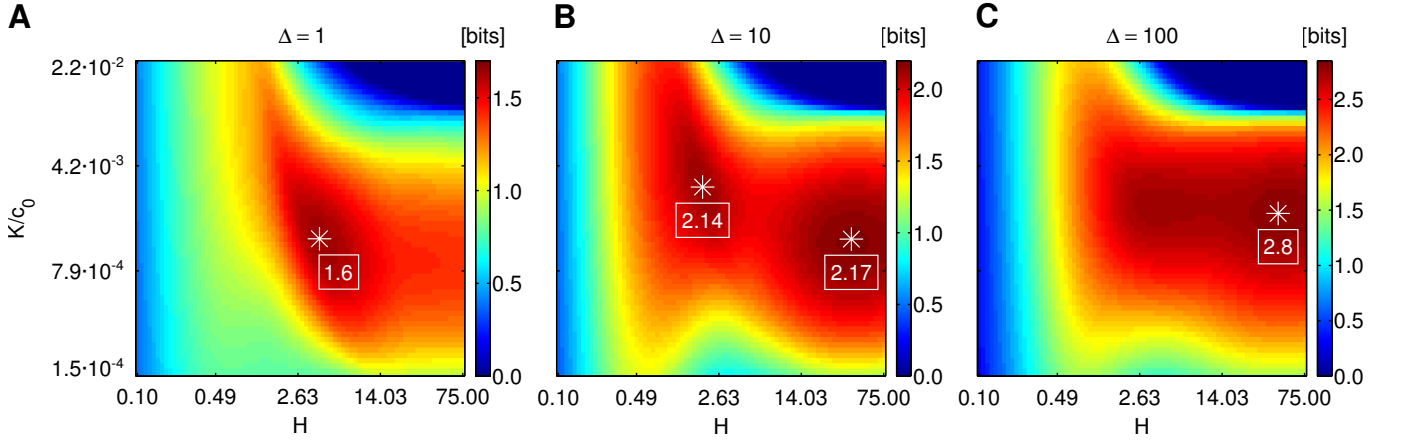 A
B
C
Δ = 1
[bits]
Δ = 10
[bits]
Δ = 100
[bits]
2.2·10⁻²
4.2·10⁻³
7.9·10⁻⁴
1.5·10⁻⁴
K/c₀
1.6
0.10 0.49 2.63 14.03 75.00
H
1.5
1.0
0.5
0.0
2.14
2.17
0.10 0.49 2.63 14.03 75.00
H
2.0
1.5
1.0
0.5
0.0
2.8
0.10 0.49 2.63 14.03 75.00
H
2.5
2.0
1.5
1.0
0.5
0.0